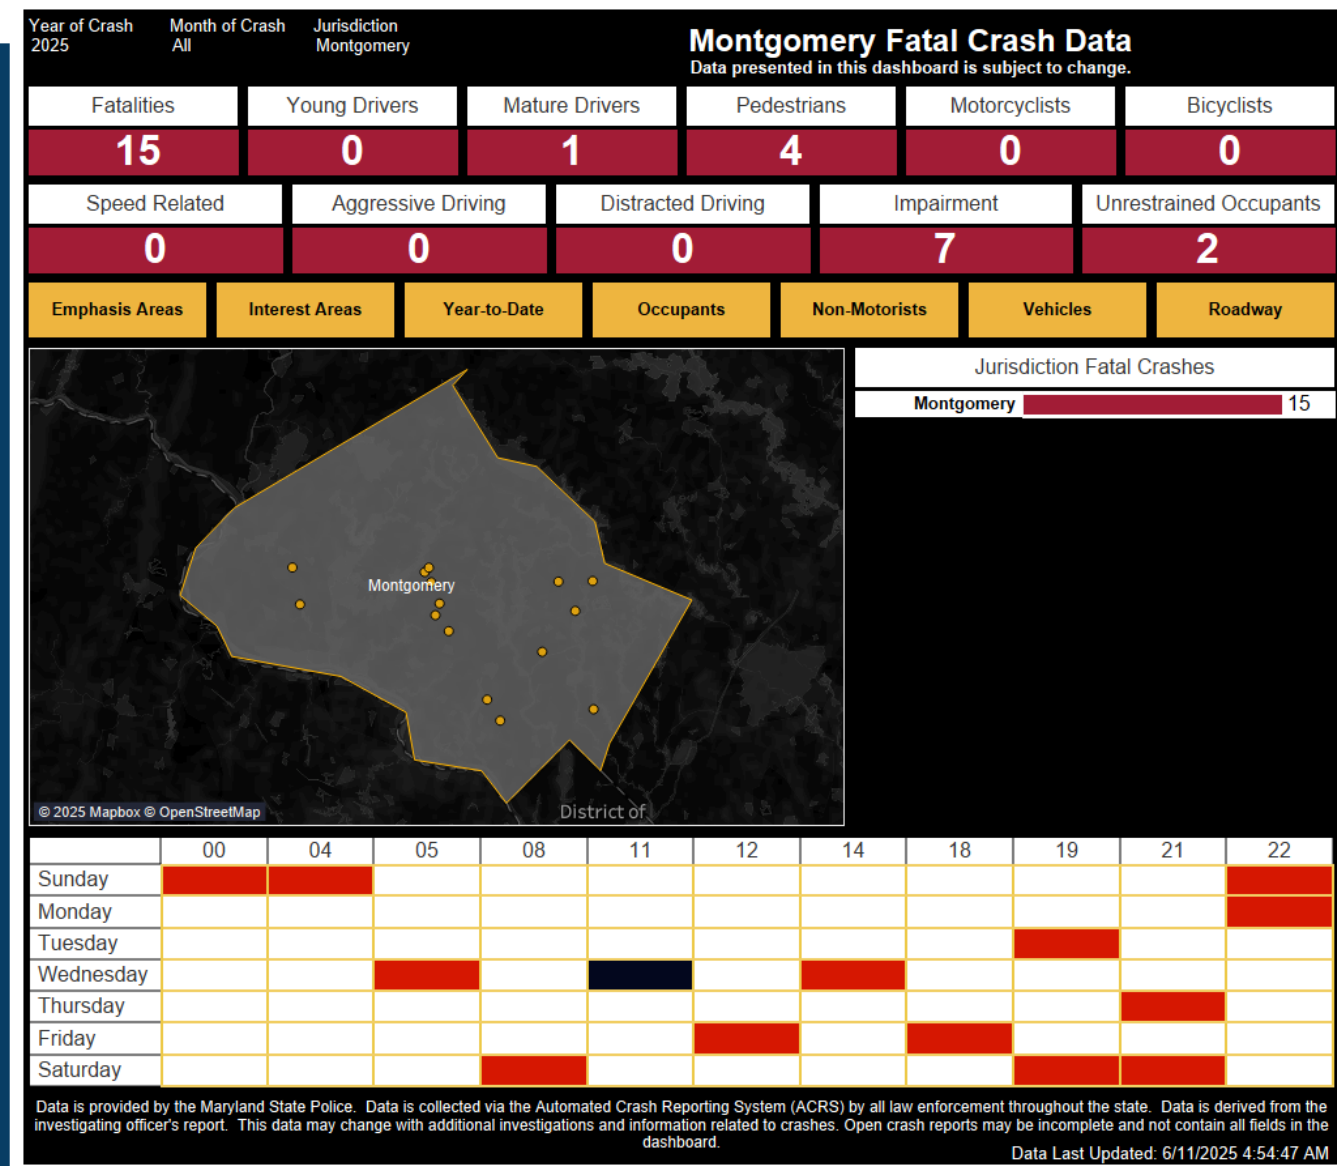 Year of Crash Month of Crash Jurisdiction
2025 All Montgomery
Montgomery Fatal Crash Data
Data presented in this dashboard is subject to change.
Fatalities Young Drivers Mature Drivers Pedestrians Motorcyclists Bicyclists
15 0 1 4 0 0
Speed Related Aggressive Driving Distracted Driving Impairment Unrestrained Occupants
0 0 0 7 2
Emphasis Areas Interest Areas Year-to-Date Occupants Non-Motorists Vehicles Roadway
Jurisdiction Fatal Crashes
Montgomery 15
Montgomery
District of
© 2025 Mapbox © OpenStreetMap
00 04 05 08 11 12 14 18 19 21 22
Sunday
Monday
Tuesday
Wednesday
Thursday
Friday
Saturday
Data is provided by the Maryland State Police. Data is collected via the Automated Crash Reporting System (ACRS) by all law enforcement throughout the state. Data is derived from the
investigating officer's report. This data may change with additional investigations and information related to crashes. Open crash reports may be incomplete and not contain all fields in the
dashboard.
Data Last Updated: 6/11/2025 4:54:47 AM